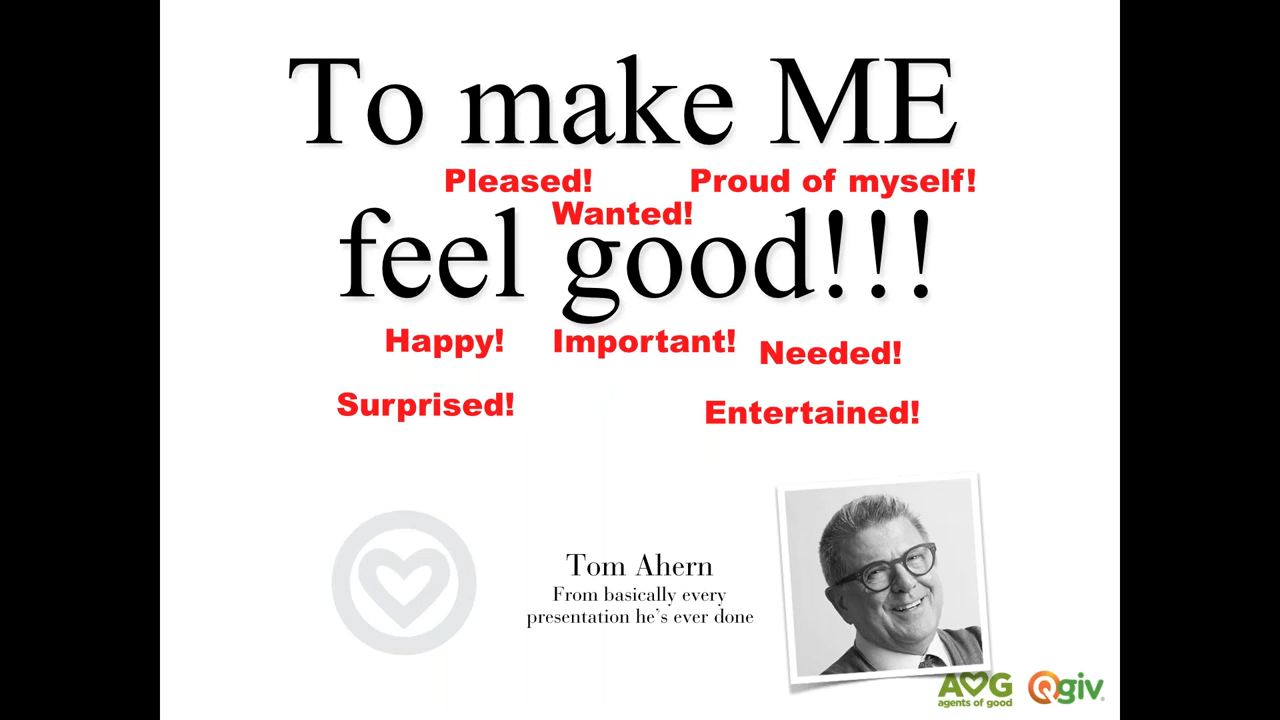 To make ME
Pleased! Proud of myself!
Wanted!
feel good!!!
Happy! Important! Needed!
Surprised! Entertained!
Tom Ahern
From basically every
presentation he's ever done
AG
agents of good
Qgiv